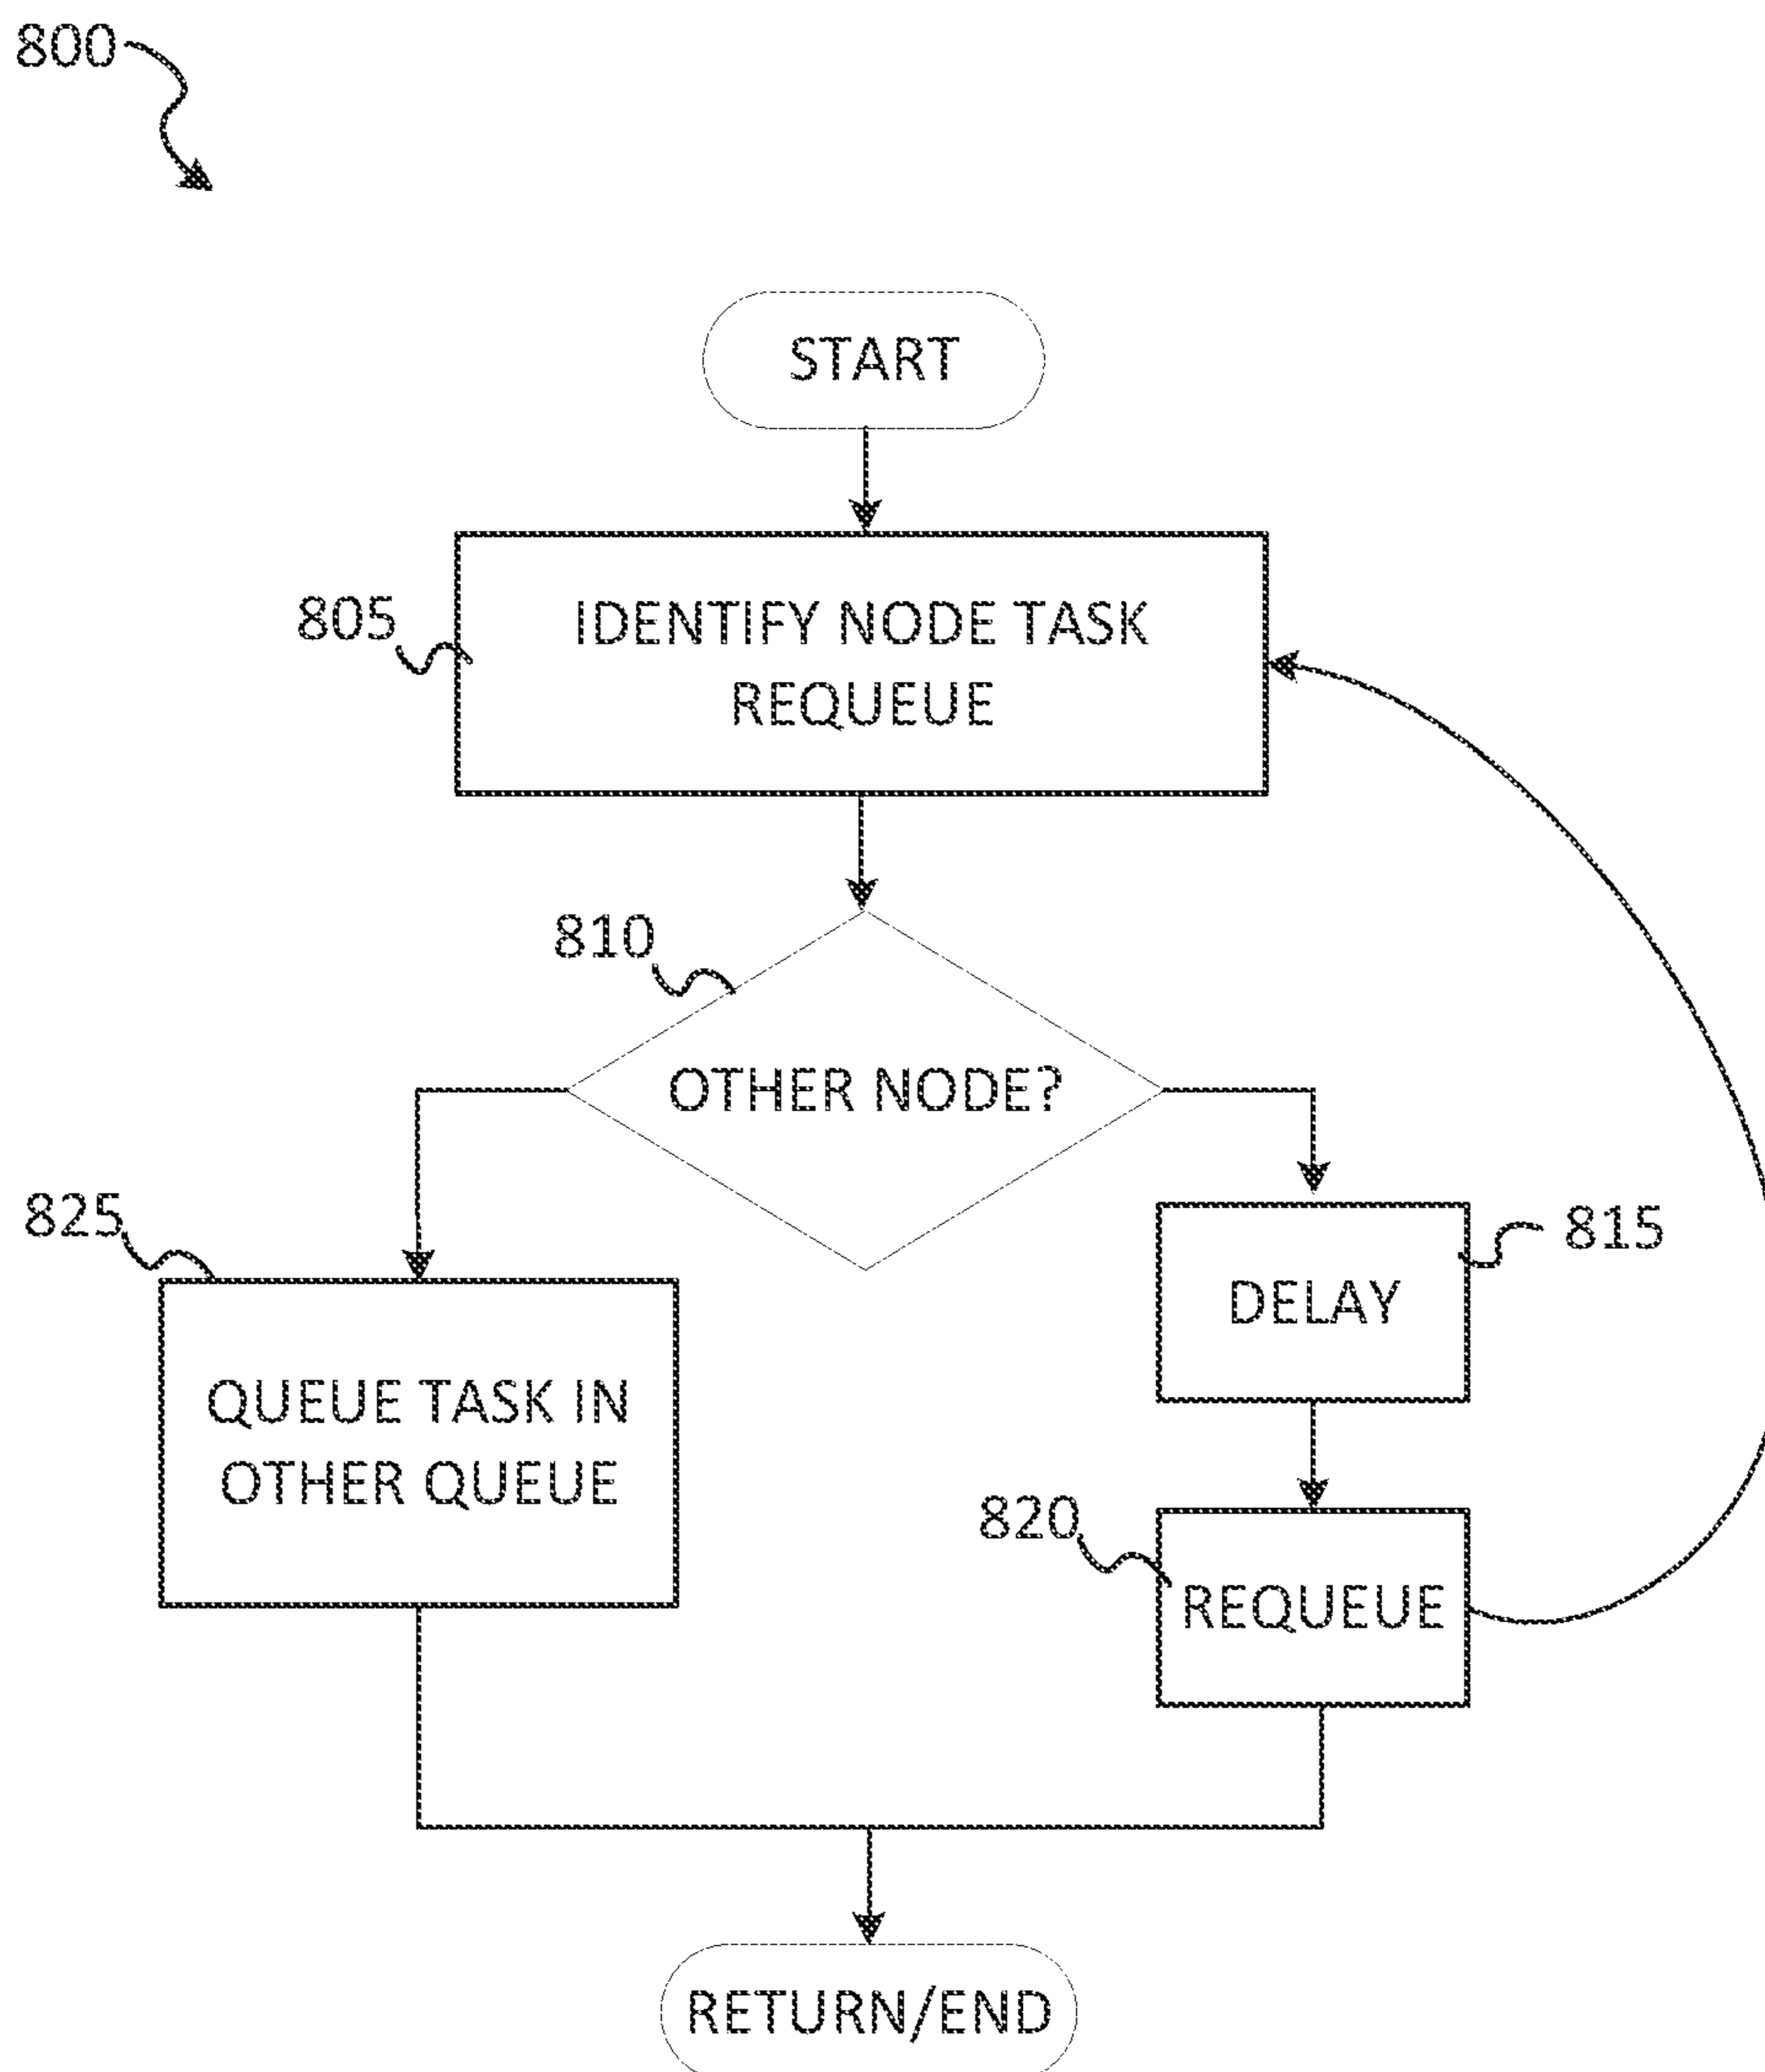 800
START
805
IDENTIFY NODE TASK
REQUEUE
810
OTHER NODE?
825
815
DELAY
QUEUE TASK IN
OTHER QUEUE
820
REQUEUE
RETURN/END